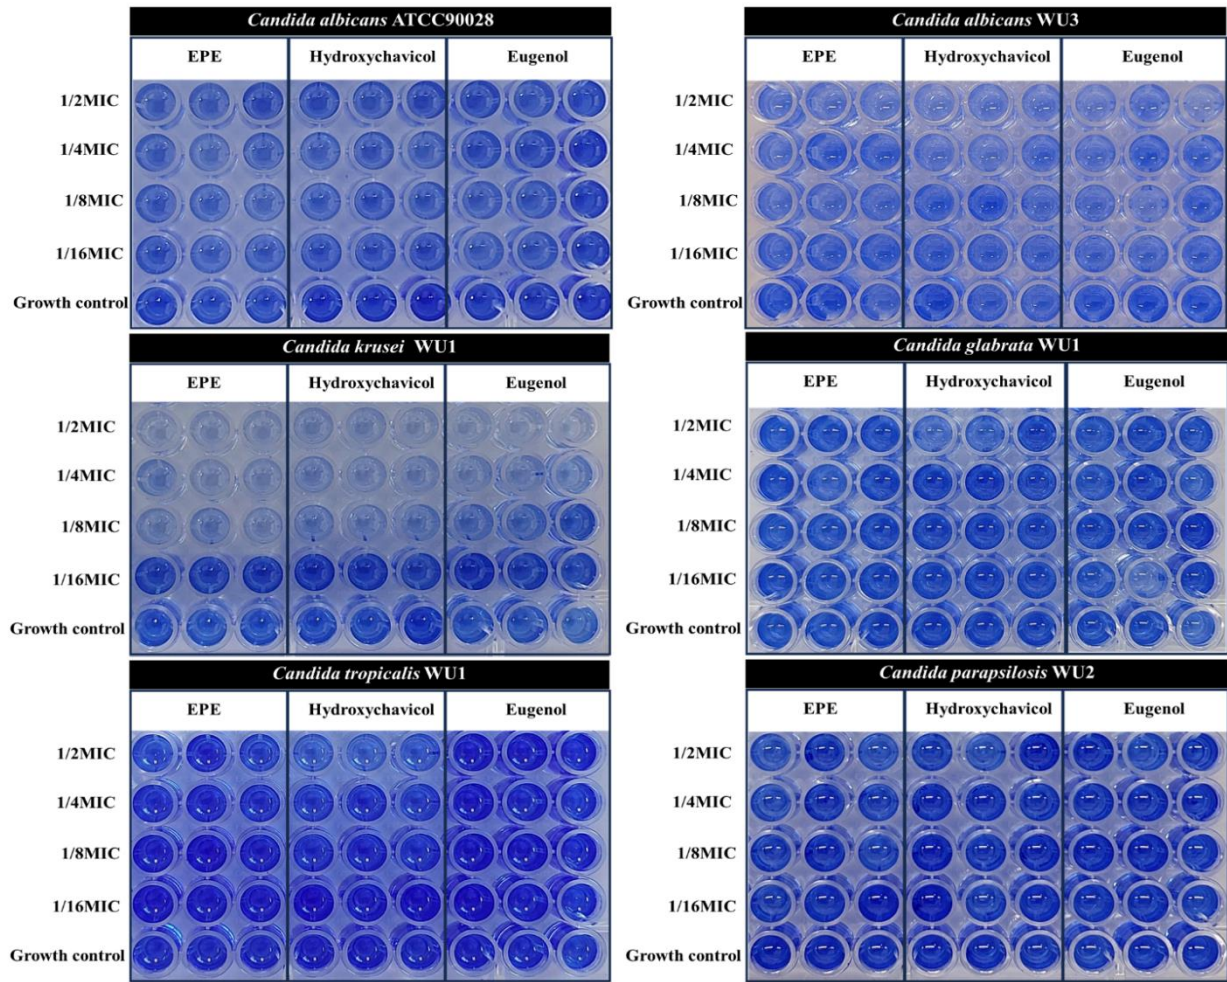 Candida albicans ATCC90028
EPE Hydroxychavicol Eugenol
1/2MIC
1/4MIC
1/8MIC
1/16MIC
Growth control
Candida albicans WU3
EPE Hydroxychavicol Eugenol
1/2MIC
1/4MIC
1/8MIC
1/16MIC
Growth control
Candida krusei WU1
EPE Hydroxychavicol Eugenol
1/2MIC
1/4MIC
1/8MIC
1/16MIC
Growth control
Candida glabrata WU1
EPE Hydroxychavicol Eugenol
1/2MIC
1/4MIC
1/8MIC
1/16MIC
Growth control
Candida tropicalis WU1
EPE Hydroxychavicol Eugenol
1/2MIC
1/4MIC
1/8MIC
1/16MIC
Growth control
Candida parapsilosis WU2
EPE Hydroxychavicol Eugenol
1/2MIC
1/4MIC
1/8MIC
1/16MIC
Growth control